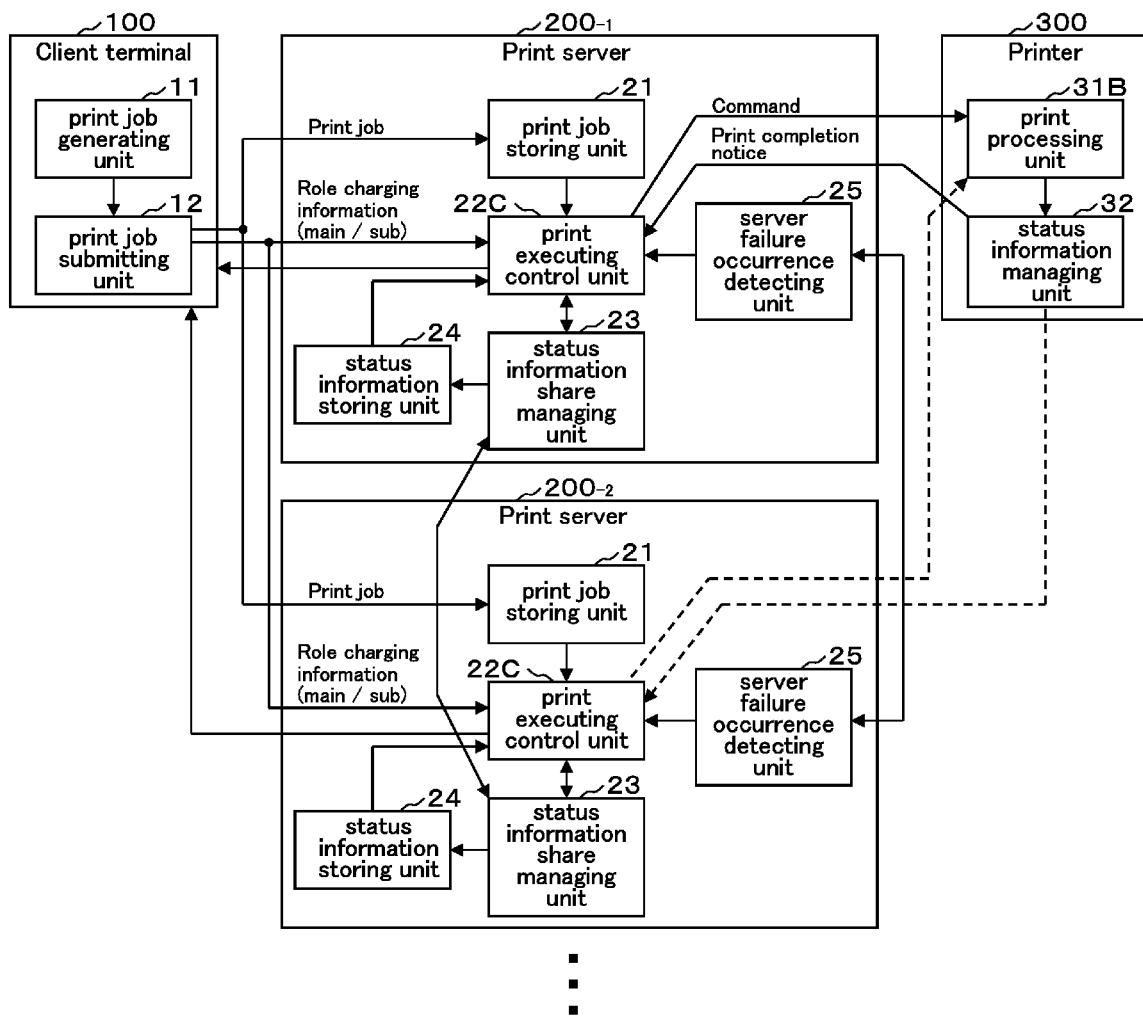 100
Client terminal
11
print job
generating
unit
12
print job
submitting
unit
200-1
Print server
Print job
21
print job
storing unit
Role charging
information
(main / sub)
22C
print
executing
control unit
25
server
failure
occurrence
detecting
unit
24
status
information
storing unit
23
status
information
share
managing
unit
Command
Print completion
notice
300
Printer
31B
print
processing
unit
32
status
information
managing
unit
200-2
Print server
Print job
21
print job
storing unit
Role charging
information
(main / sub)
22C
print
executing
control unit
25
server
failure
occurrence
detecting
unit
24
status
information
storing unit
23
status
information
share
managing
unit